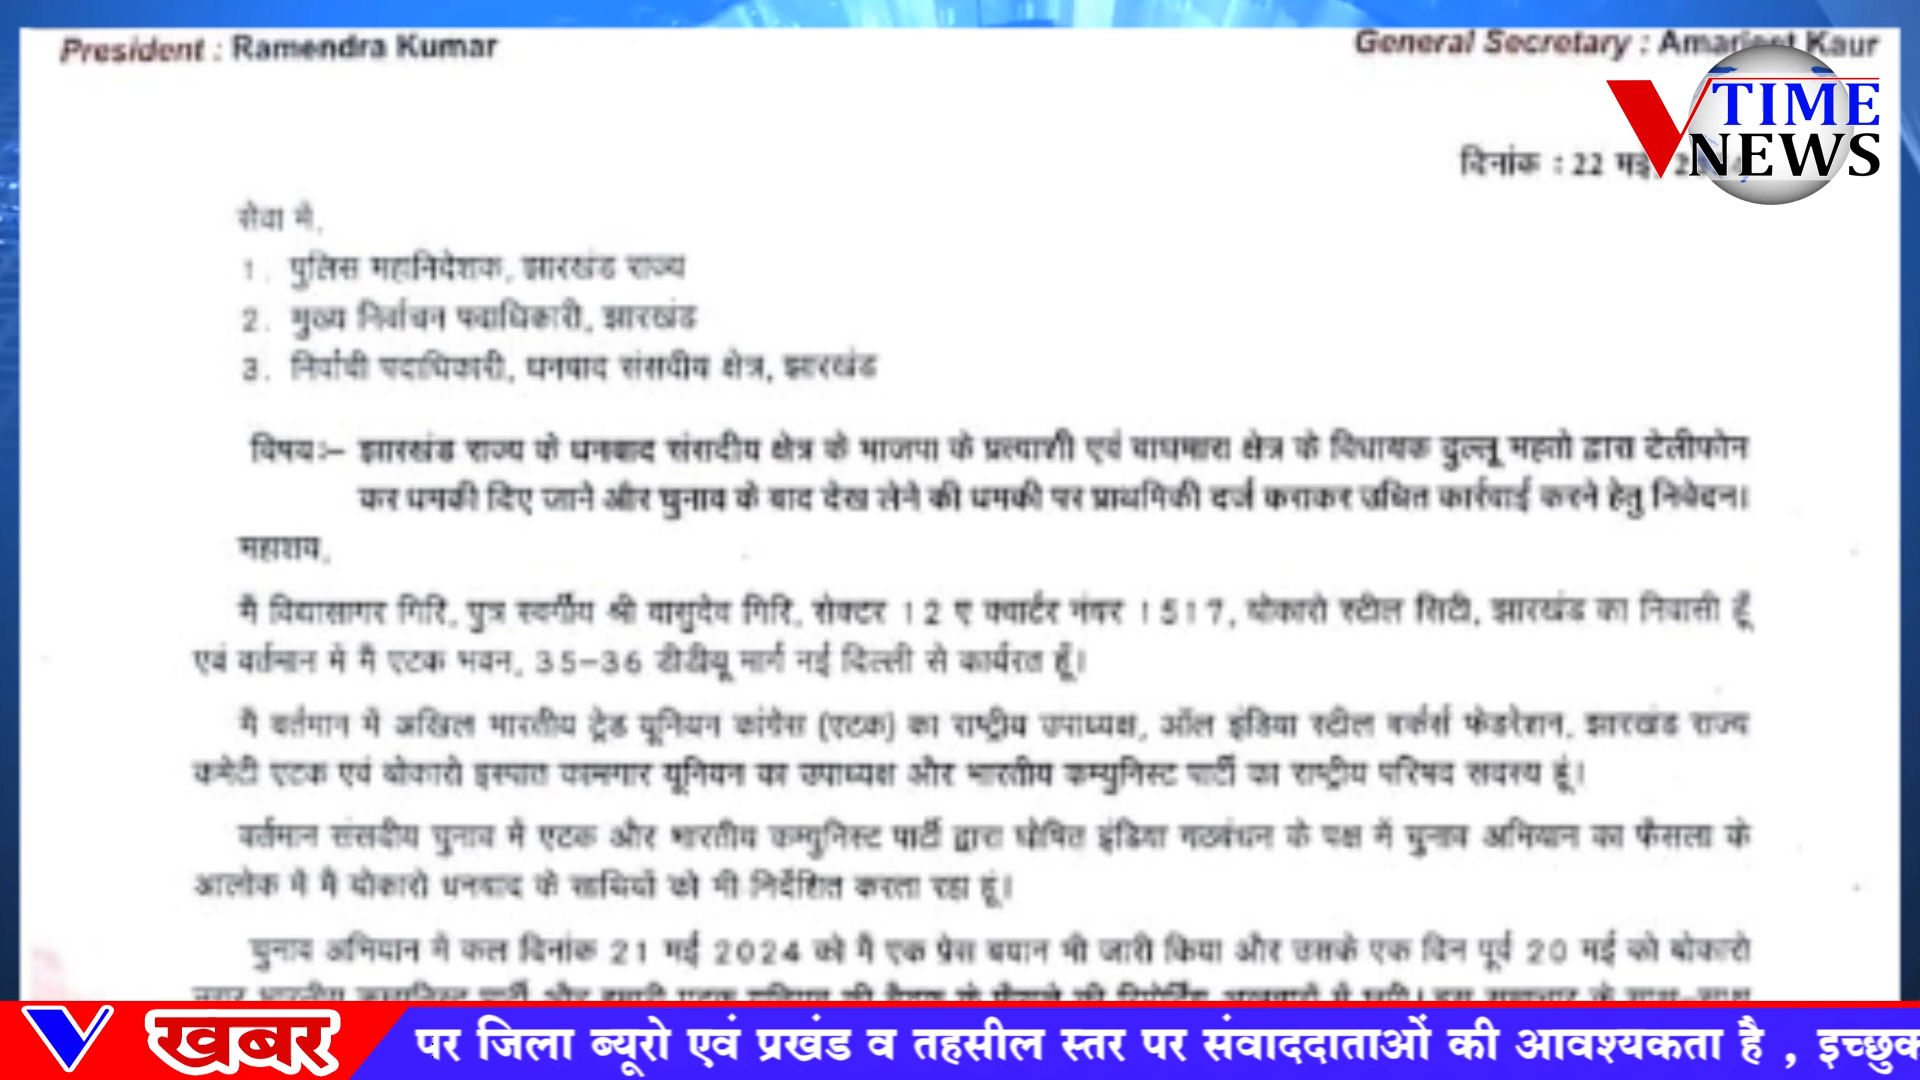 President : Ramendra Kumar
General Secretary : Amarjeet Kaur
V TIME
NEWS
दिनांक : 22 मई
सेवा में,
1. पुलिस महानिदेशक, झारखंड राज्य
2. मुख्य निर्वाचन पदाधिकारी, झारखंड
3. निर्वाची पदाधिकारी, धनबाद संसदीय क्षेत्र, झारखंड
विषयः– झारखंड राज्य के धनबाद संसदीय क्षेत्र के भाजपा के प्रत्याशी एवं बाघमारा क्षेत्र के विधायक दुल्लू महतो द्वारा टेलीफोन
कर धमकी दिए जाने और चुनाव के बाद देख लेने की धमकी पर प्राथमिकी दर्ज कराकर उचित कार्रवाई करने हेतु निवेदन।
महाशय,
मैं विद्यासागर गिरि, पुत्र स्वर्गीय श्री वासुदेव गिरि, सेक्टर 12 ए क्वार्टर नंबर 1517, बोकारो स्टील सिटी, झारखंड का निवासी हूँ
एवं वर्तमान में मैं एटक भवन, 35–36 डीडीयू मार्ग नई दिल्ली से कार्यरत हूँ।
मैं वर्तमान में अखिल भारतीय ट्रेड यूनियन कांग्रेस (एटक) का राष्ट्रीय उपाध्यक्ष, ऑल इंडिया स्टील वर्कर्स फेडरेशन, झारखंड राज्य
कमेटी एटक एवं बोकारो इस्पात कामगार यूनियन का उपाध्यक्ष और भारतीय कम्युनिस्ट पार्टी का राष्ट्रीय परिषद सदस्य हूं।
वर्तमान संसदीय चुनाव में एटक और भारतीय कम्युनिस्ट पार्टी द्वारा घोषित इंडिया गठबंधन के पक्ष में चुनाव अभियान का फैसला के
आलोक में मैं बोकारो धनबाद के साथियों को भी निर्देशित करता रहा हूं।
चुनाव अभियान में कल दिनांक 21 मई 2024 को मैं एक प्रेस बयान भी जारी किया और उसके एक दिन पूर्व 20 मई को बोकारो
V खबर
पर जिला ब्यूरो एवं प्रखंड व तहसील स्तर पर संवाददाताओं की आवश्यकता है , इच्छुक